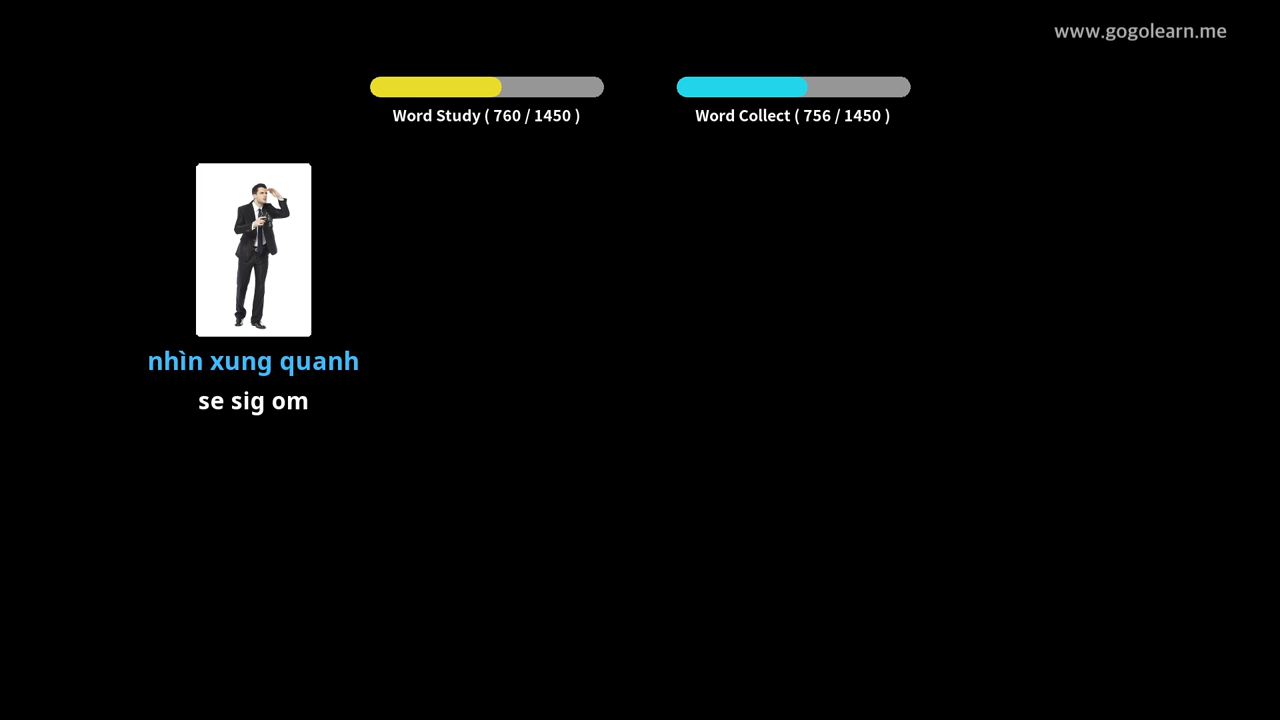 www.gogolearn.me
Word Study ( 760 / 1450 )
Word Collect ( 756 / 1450 )
nhìn xung quanh
se sig om